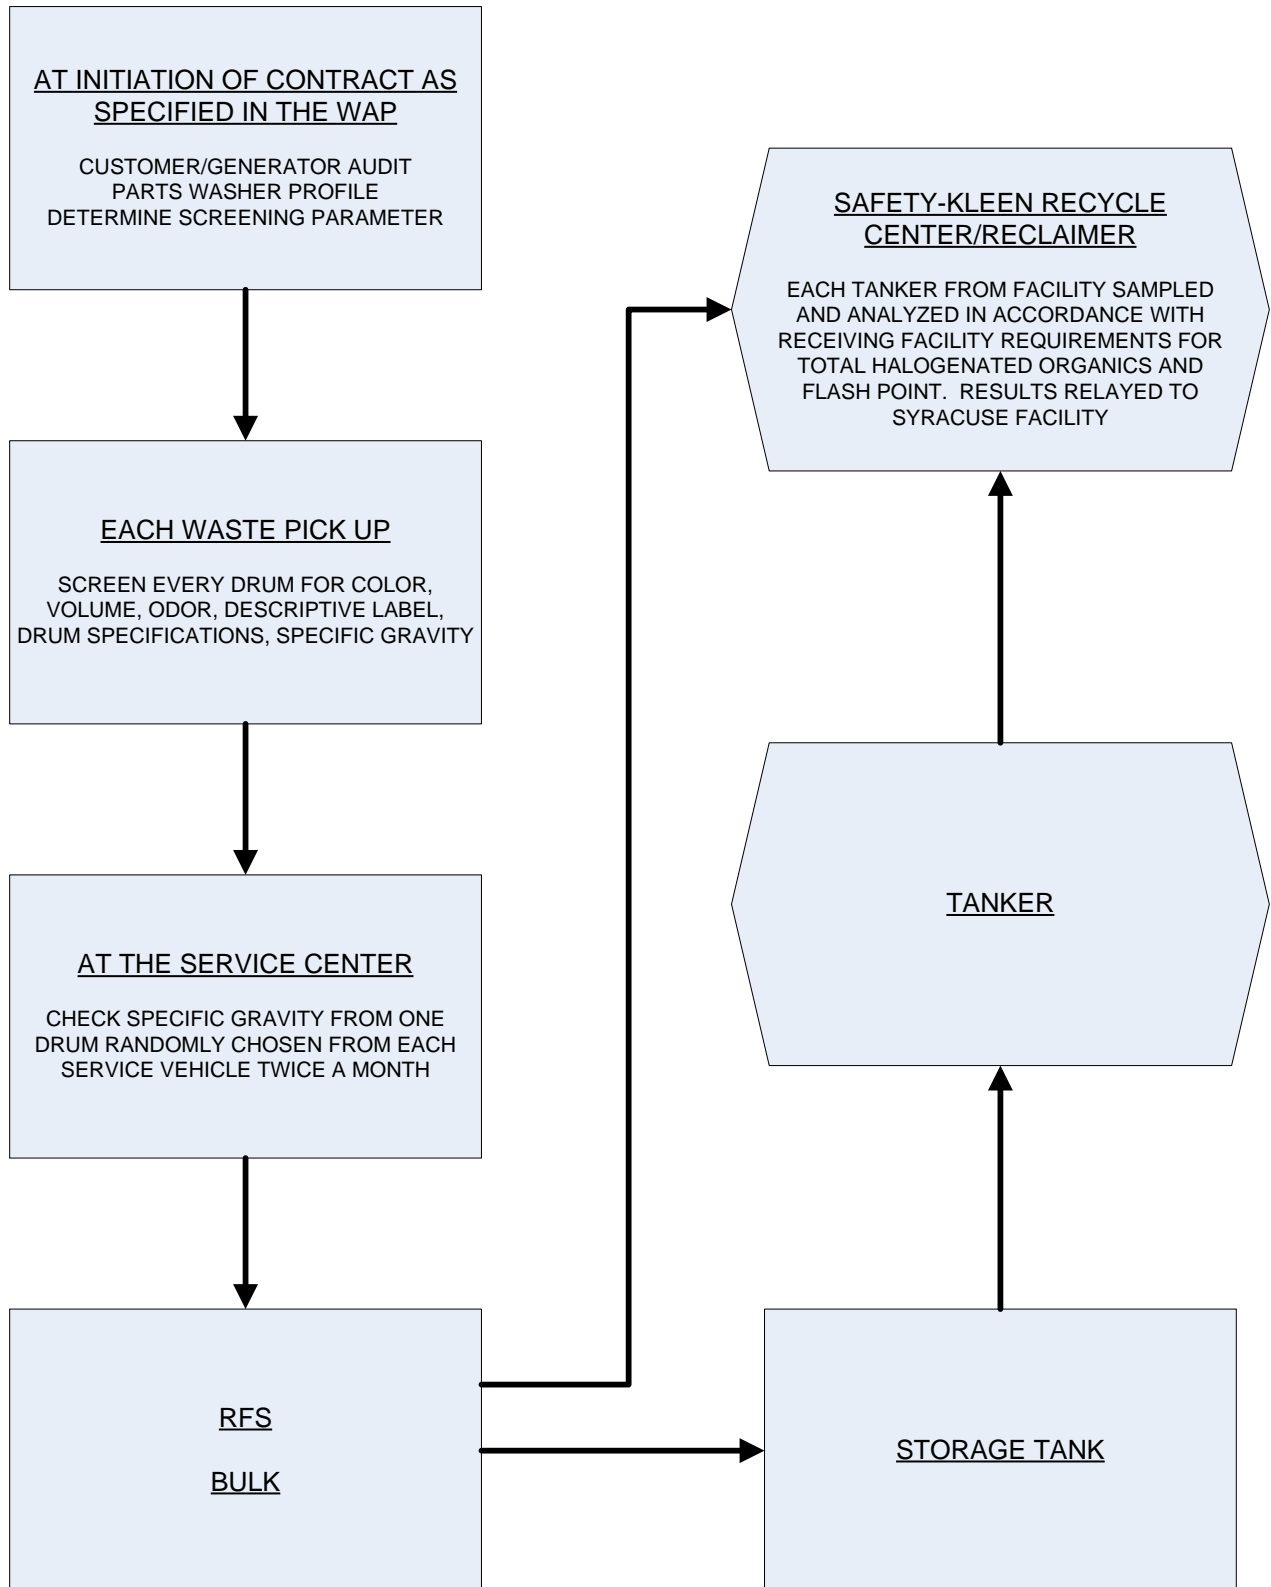 AT INITIATION OF CONTRACT AS
SPECIFIED IN THE WAP
CUSTOMER/GENERATOR AUDIT
PARTS WASHER PROFILE
DETERMINE SCREENING PARAMETER
EACH WASTE PICK UP
SCREEN EVERY DRUM FOR COLOR,
VOLUME, ODOR, DESCRIPTIVE LABEL,
DRUM SPECIFICATIONS, SPECIFIC GRAVITY
AT THE SERVICE CENTER
CHECK SPECIFIC GRAVITY FROM ONE
DRUM RANDOMLY CHOSEN FROM EACH
SERVICE VEHICLE TWICE A MONTH
RFS
BULK
STORAGE TANK
TANKER
SAFETY-KLEEN RECYCLE
CENTER/RECLAIMER
EACH TANKER FROM FACILITY SAMPLED
AND ANALYZED IN ACCORDANCE WITH
RECEIVING FACILITY REQUIREMENTS FOR
TOTAL HALOGENATED ORGANICS AND
FLASH POINT.  RESULTS RELAYED TO
SYRACUSE FACILITY